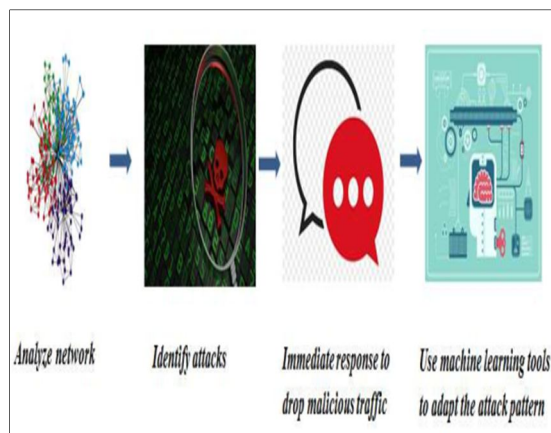 Analyze network
Identify attacks
Immediate response to
drop malicious traffic
Use machine learning tools
to adapt the attack pattern